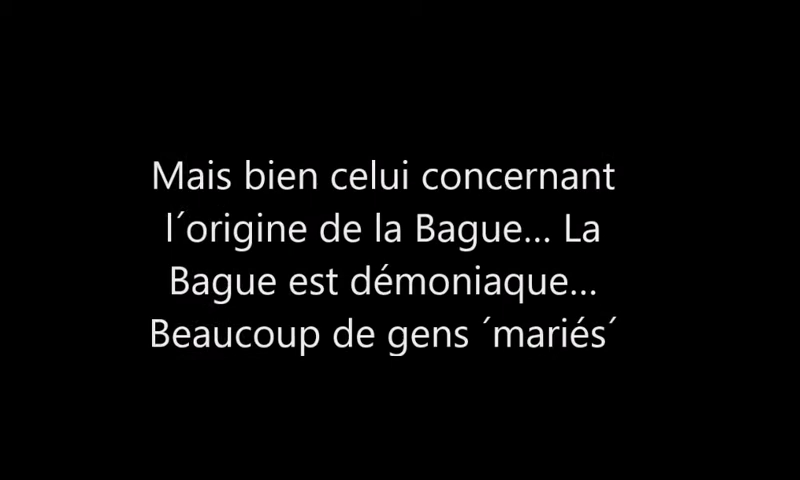 Mais bien celui concernant
l´origine de la Bague... La
Bague est démoniaque...
Beaucoup de gens ´mariés´